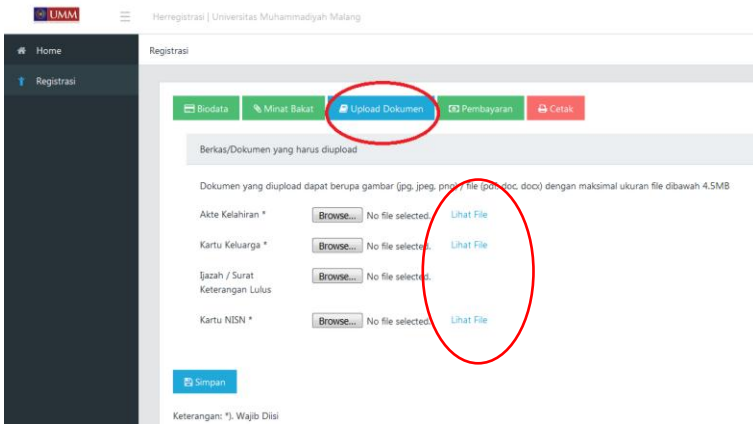 UMM
Herregistrasi | Universitas Muhammadiyah Malang
Home
Registrasi
Registrasi
Biodata Minat Bakat Upload Dokumen Pembayaran Cetak
Berkas/Dokumen yang harus diupload
Dokumen yang diupload dapat berupa gambar (jpg, jpeg, png) / file (pdf, doc, docx) dengan maksimal ukuran file dibawah 4.5MB
Akte Kelahiran * Browse... No file selected. Lihat File
Kartu Keluarga * Browse... No file selected. Lihat File
Ijazah / Surat Browse... No file selected.
Keterangan Lulus
Kartu NISN * Browse... No file selected. Lihat File
Simpan
Keterangan: *). Wajib Diisi